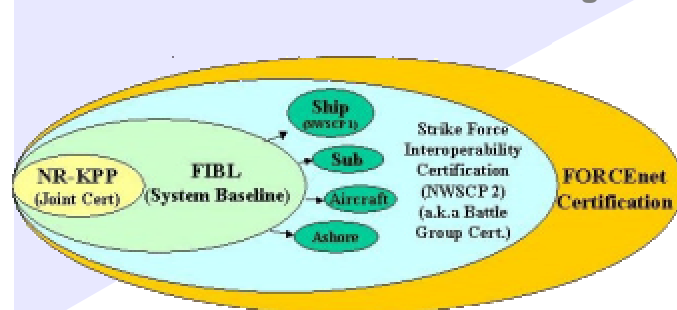 NR-KPP
(Joint Cert)
FIBL
(System Baseline)
Ship
(NWSCP 1)
Sub
Aircraft
Ashore
Strike Force
Interoperability
Certification
(NWSCP 2)
(a.k.a Battle
Group Cert.)
FORCEnet
Certification